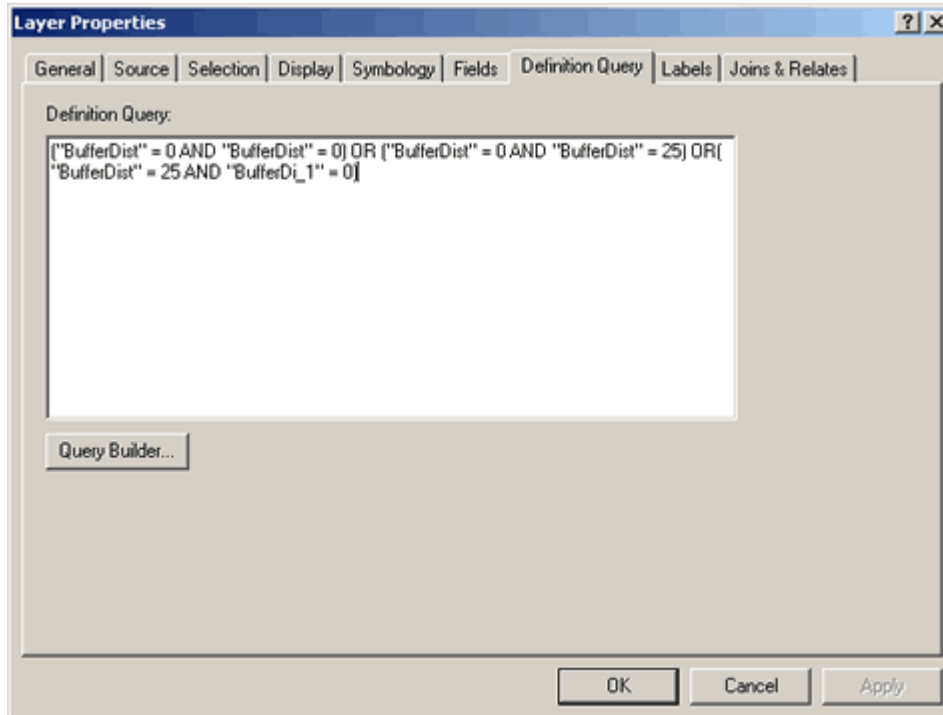 Layer Properties
General Source Selection Display Symbology Fields Definition Query Labels Joins & Relates
Definition Query:
("BufferDist" = 0 AND "BufferDist" = 0) OR ("BufferDist" = 0 AND "BufferDist" = 25) OR(
"BufferDist" = 25 AND "BufferDi_1" = 0)
Query Builder...
OK Cancel Apply